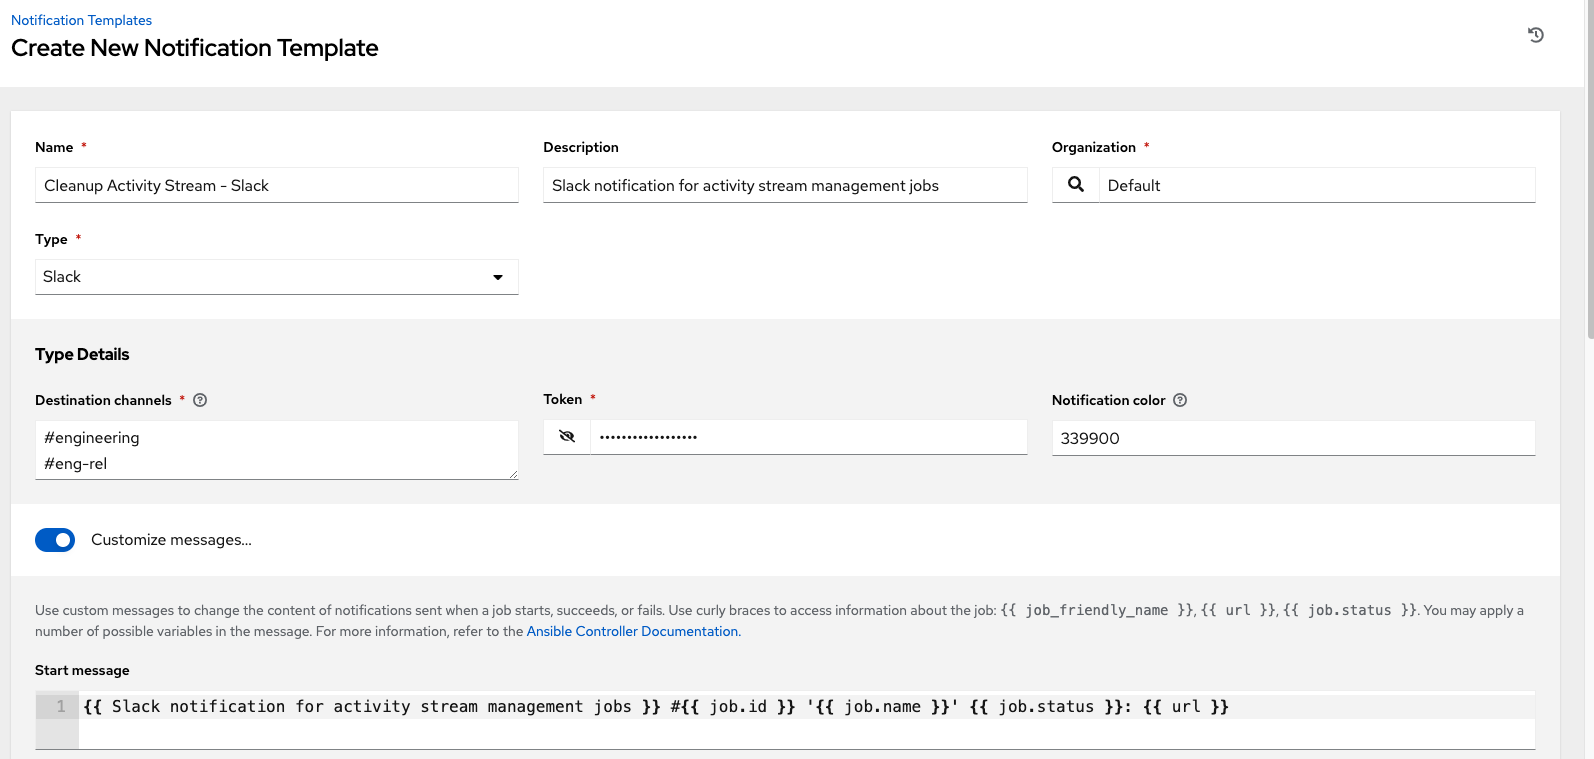 Notification Templates
Create New Notification Template
Name *
Description
Organization *
Cleanup Activity Stream - Slack
Slack notification for activity stream management jobs
Default
Type *
Slack
Type Details
Destination channels *
Token *
Notification color
#engineering
#eng-rel
••••••••••••••••••
339900
Customize messages...
Use custom messages to change the content of notifications sent when a job starts, succeeds, or fails. Use curly braces to access information about the job: {{ job_friendly_name }}, {{ url }}, {{ job.status }}. You may apply a
number of possible variables in the message. For more information, refer to the Ansible Controller Documentation.
Start message
1 {{ Slack notification for activity stream management jobs }} #{{ job.id }} '{{ job.name }}' {{ job.status }}: {{ url }}